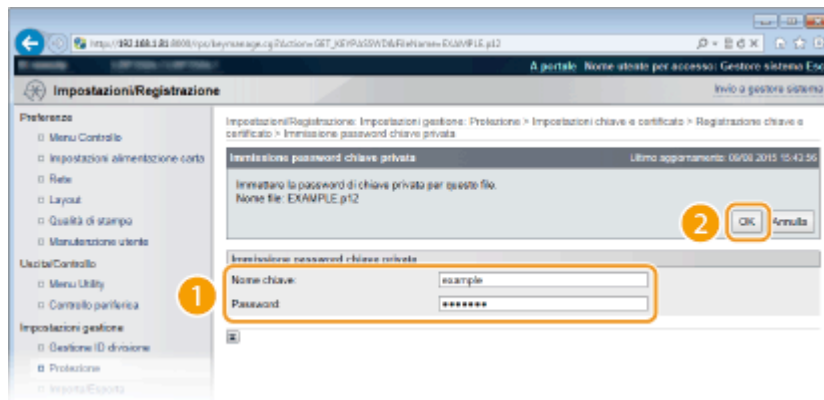 http://192.168.1.81:8000/rps/keymanage.cgi?Action=GET_KEYPASSWD&FileName=EXAMPLE.p12
A portale Nome utente per accesso: Gestore sistema Esc
Impostazioni/Registrazione
Invio a gestore sistema
Preferenze
Menu Controllo
Impostazioni alimentazione carta
Rete
Layout
Qualità di stampa
Manutenzione utente
Uscita/Controllo
Menu Utility
Controllo periferica
Impostazioni gestione
Gestione ID divisione
Protezione
Importa/Esporta
Impostazioni/Registrazione: Impostazioni gestione: Protezione > Impostazioni chiave e certificato > Registrazione chiave e
certificato > Immissione password chiave privata
Immissione password chiave privata
Ultimo aggiornamento: 09/08 2015 15:43:56
Immettere la password di chiave privata per questo file.
Nome file: EXAMPLE.p12
2
OK
Annulla
Immissione password chiave privata
1
Nome chiave:
example
Password:
•••••••